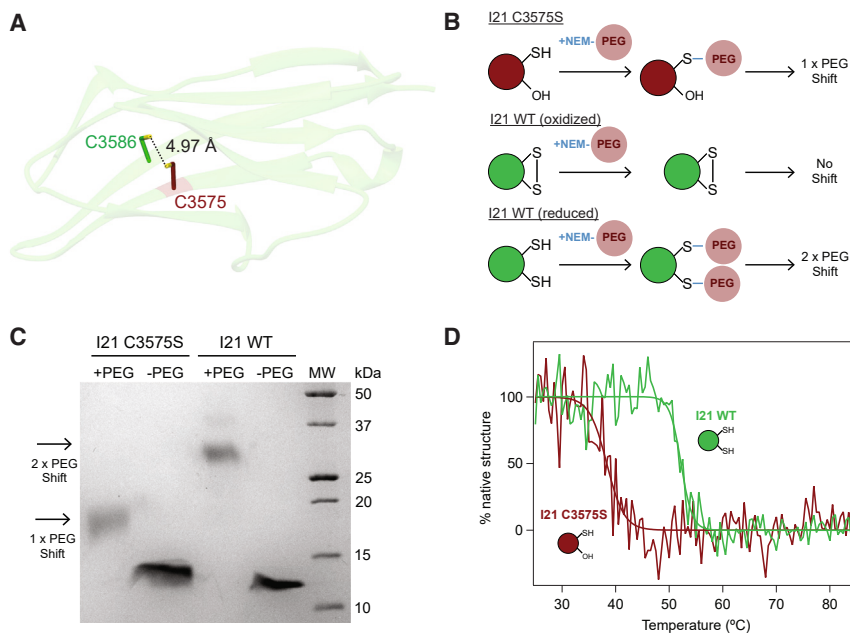 A
C3586
4.97 Å
C3575
B
I21 C3575S
SH
OH
+NEM-
PEG
S
PEG
OH
1 x PEG
Shift
I21 WT (oxidized)
+NEM-
PEG
S
S
S
S
No
Shift
I21 WT (reduced)
SH
SH
+NEM-
PEG
S
PEG
S
PEG
2 x PEG
Shift
C
I21 C3575S
I21 WT
+PEG
-PEG
+PEG
-PEG
MW
kDa
50
37
25
20
15
10
2 x PEG
Shift
1 x PEG
Shift
D
% native structure
100
50
0
I21 WT
SH
SH
I21 C3575S
SH
OH
30
40
50
60
70
80
Temperature (ºC)